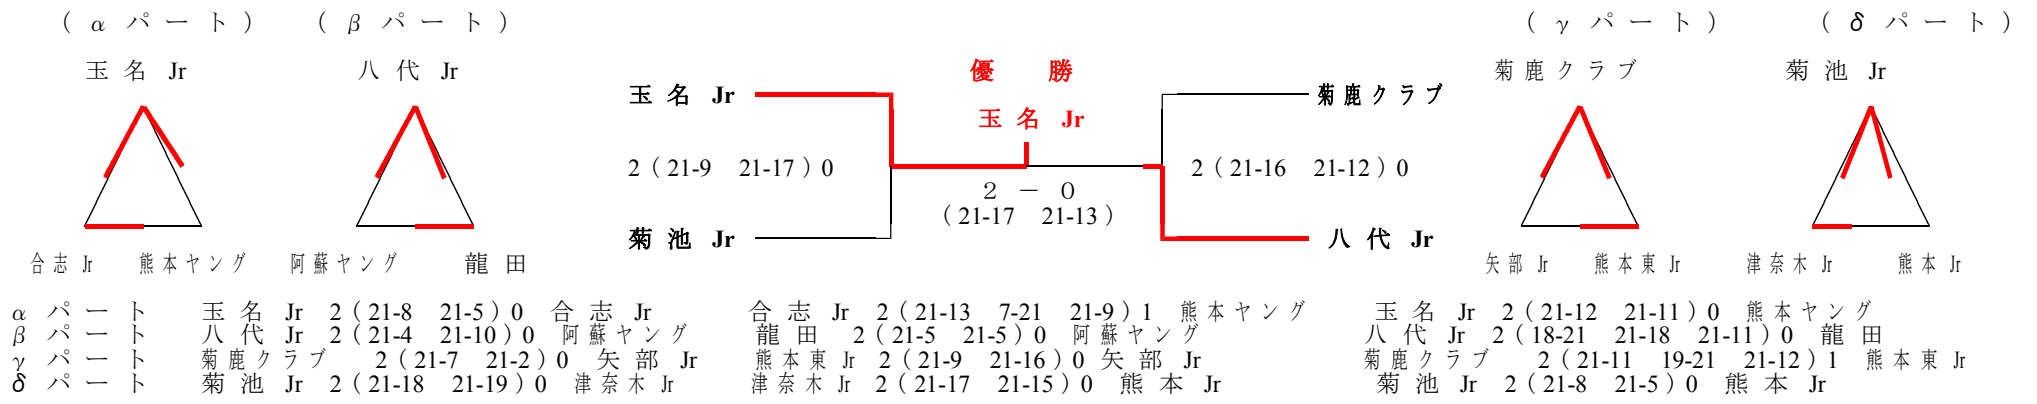 （αパート） （βパート） （γパート） （δパート）
玉名 Jr 八代 Jr 優　勝 菊鹿クラブ 菊池 Jr
玉名 Jr 菊鹿クラブ
玉名 Jr
2（21-9 21-17）0 2（21-16 21-12）0
２－０
（21-17 21-13）
菊池 Jr 八代 Jr
合志 Jr 熊本ヤング 阿蘇ヤング 龍田 矢部 Jr 熊本東 Jr 津奈木 Jr 熊本 Jr
αパート 玉名 Jr 2（21-8 21-5）0 合志 Jr 合志 Jr 2（21-13 7-21 21-9）1 熊本ヤング 玉名 Jr 2（21-12 21-11）0 熊本ヤング
βパート 八代 Jr 2（21-4 21-10）0 阿蘇ヤング 龍田 2（21-5 21-5）0 阿蘇ヤング 八代 Jr 2（18-21 21-18 21-11）0 龍田
γパート 菊鹿クラブ 2（21-7 21-2）0 矢部 Jr 熊本東 Jr 2（21-9 21-16）0 矢部 Jr 菊鹿クラブ 2（21-11 19-21 21-12）1 熊本東 Jr
δパート 菊池 Jr 2（21-18 21-19）0 津奈木 Jr 津奈木 Jr 2（21-17 21-15）0 熊本 Jr 菊池 Jr 2（21-8 21-5）0 熊本 Jr